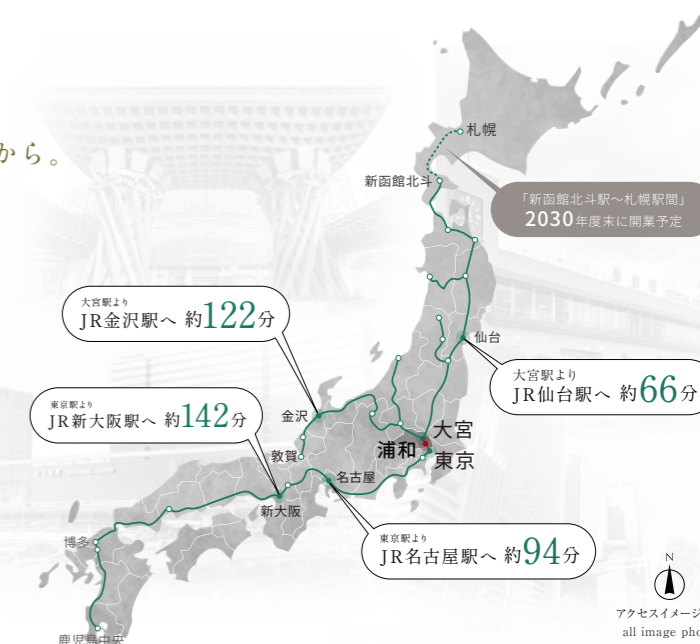 から。
札幌
新函館北斗
「新函館北斗駅〜札幌駅間」
2030年度末に開業予定
大宮駅より
JR金沢駅へ 約122分
仙台
大宮駅より
JR仙台駅へ 約66分
東京駅より
JR新大阪駅へ 約142分
金沢
大宮
浦和
東京
敦賀
名古屋
新大阪
東京駅より
JR名古屋駅へ 約94分
博多
鹿児島中央
N
アクセスイメージ
all image pho